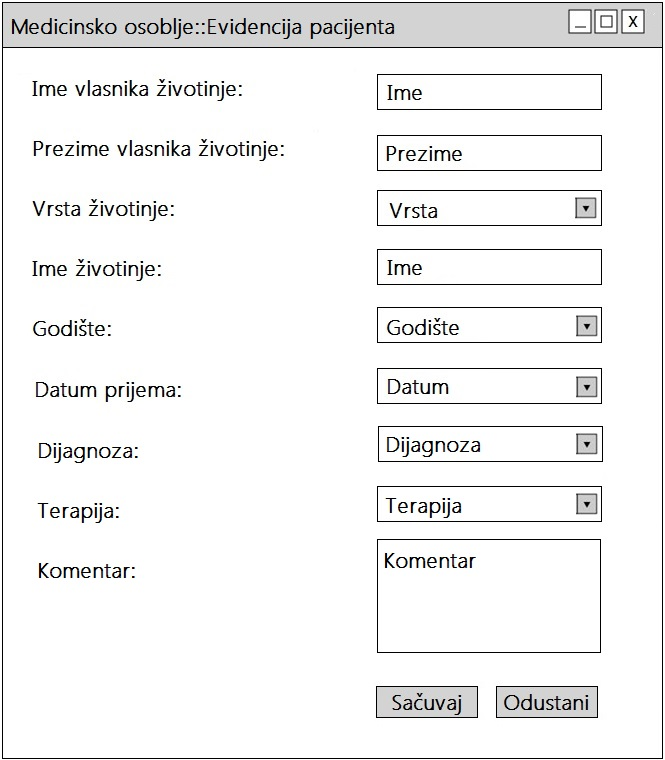 Medicinsko osoblje::Evidencija pacijenta
_ □ X
Ime vlasnika životinje: Ime
Prezime vlasnika životinje: Prezime
Vrsta životinje: Vrsta
Ime životinje: Ime
Godište: Godište
Datum prijema: Datum
Dijagnoza: Dijagnoza
Terapija: Terapija
Komentar: Komentar
Sačuvaj Odustani